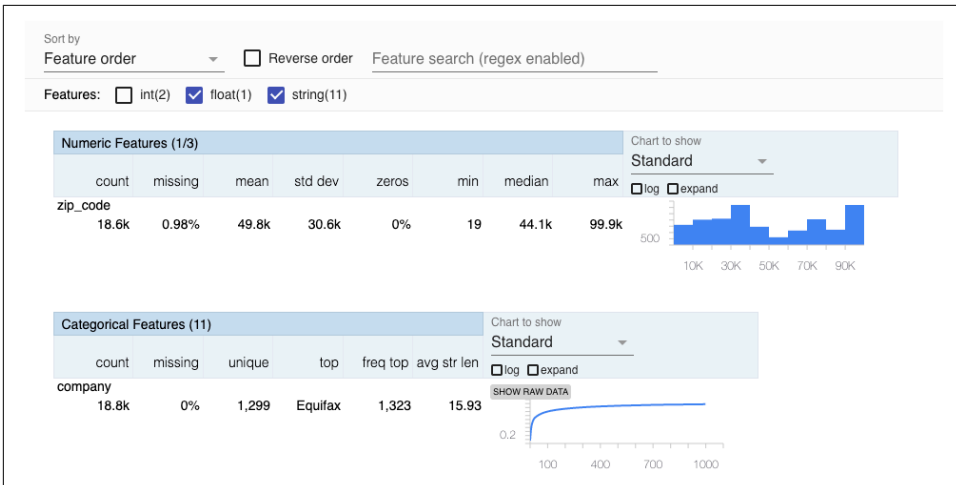 Sort by
Feature order
Reverse order
Feature search (regex enabled)
Features: int(2) float(1) string(11)
Numeric Features (1/3)
Chart to show
Standard
count missing mean std dev zeros min median max
log expand
zip_code
18.6k 0.98% 49.8k 30.6k 0% 19 44.1k 99.9k
500
10K 30K 50K 70K 90K
Categorical Features (11)
Chart to show
Standard
count missing unique top freq top avg str len
log expand
company
SHOW RAW DATA
18.8k 0% 1,299 Equifax 1,323 15.93
0.2
100 400 700 1000